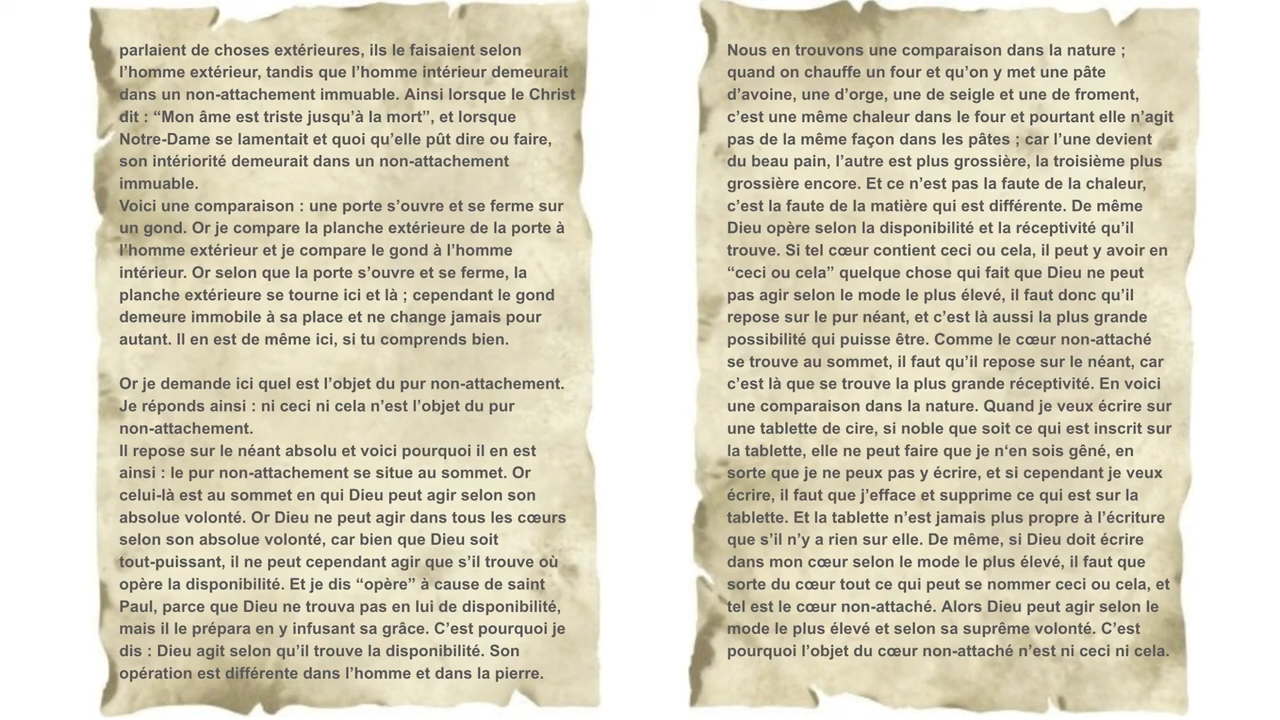 parlaient de choses extérieures, ils le faisaient selon
l’homme extérieur, tandis que l’homme intérieur demeurait
dans un non-attachement immuable. Ainsi lorsque le Christ
dit : “Mon âme est triste jusqu’à la mort”, et lorsque
Notre-Dame se lamentait et quoi qu’elle pût dire ou faire,
son intériorité demeurait dans un non-attachement
immuable.
Voici une comparaison : une porte s’ouvre et se ferme sur
un gond. Or je compare la planche extérieure de la porte à
l’homme extérieur et je compare le gond à l’homme
intérieur. Or selon que la porte s’ouvre et se ferme, la
planche extérieure se tourne ici et là ; cependant le gond
demeure immobile à sa place et ne change jamais pour
autant. Il en est de même ici, si tu comprends bien.
Or je demande ici quel est l’objet du pur non-attachement.
Je réponds ainsi : ni ceci ni cela n’est l’objet du pur
non-attachement.
Il repose sur le néant absolu et voici pourquoi il en est
ainsi : le pur non-attachement se situe au sommet. Or
celui-là est au sommet en qui Dieu peut agir selon son
absolue volonté. Or Dieu ne peut agir dans tous les cœurs
selon son absolue volonté, car bien que Dieu soit
tout-puissant, il ne peut cependant agir que s’il trouve où
opère la disponibilité. Et je dis “opère” à cause de saint
Paul, parce que Dieu ne trouva pas en lui de disponibilité,
mais il le prépara en y infusant sa grâce. C’est pourquoi je
dis : Dieu agit selon qu’il trouve la disponibilité. Son
opération est différente dans l’homme et dans la pierre.
Nous en trouvons une comparaison dans la nature ;
quand on chauffe un four et qu’on y met une pâte
d’avoine, une d’orge, une de seigle et une de froment,
c’est une même chaleur dans le four et pourtant elle n’agit
pas de la même façon dans les pâtes ; car l’une devient
du beau pain, l’autre est plus grossière, la troisième plus
grossière encore. Et ce n’est pas la faute de la chaleur,
c’est la faute de la matière qui est différente. De même
Dieu opère selon la disponibilité et la réceptivité qu’il
trouve. Si tel cœur contient ceci ou cela, il peut y avoir en
“ceci ou cela” quelque chose qui fait que Dieu ne peut
pas agir selon le mode le plus élevé, il faut donc qu’il
repose sur le pur néant, et c’est là aussi la plus grande
possibilité qui puisse être. Comme le cœur non-attaché
se trouve au sommet, il faut qu’il repose sur le néant, car
c’est là que se trouve la plus grande réceptivité. En voici
une comparaison dans la nature. Quand je veux écrire sur
une tablette de cire, si noble que soit ce qui est inscrit sur
la tablette, elle ne peut faire que je n‘en sois gêné, en
sorte que je ne peux pas y écrire, et si cependant je veux
écrire, il faut que j’efface et supprime ce qui est sur la
tablette. Et la tablette n’est jamais plus propre à l’écriture
que s’il n’y a rien sur elle. De même, si Dieu doit écrire
dans mon cœur selon le mode le plus élevé, il faut que
sorte du cœur tout ce qui peut se nommer ceci ou cela, et
tel est le cœur non-attaché. Alors Dieu peut agir selon le
mode le plus élevé et selon sa suprême volonté. C’est
pourquoi l’objet du cœur non-attaché n’est ni ceci ni cela.